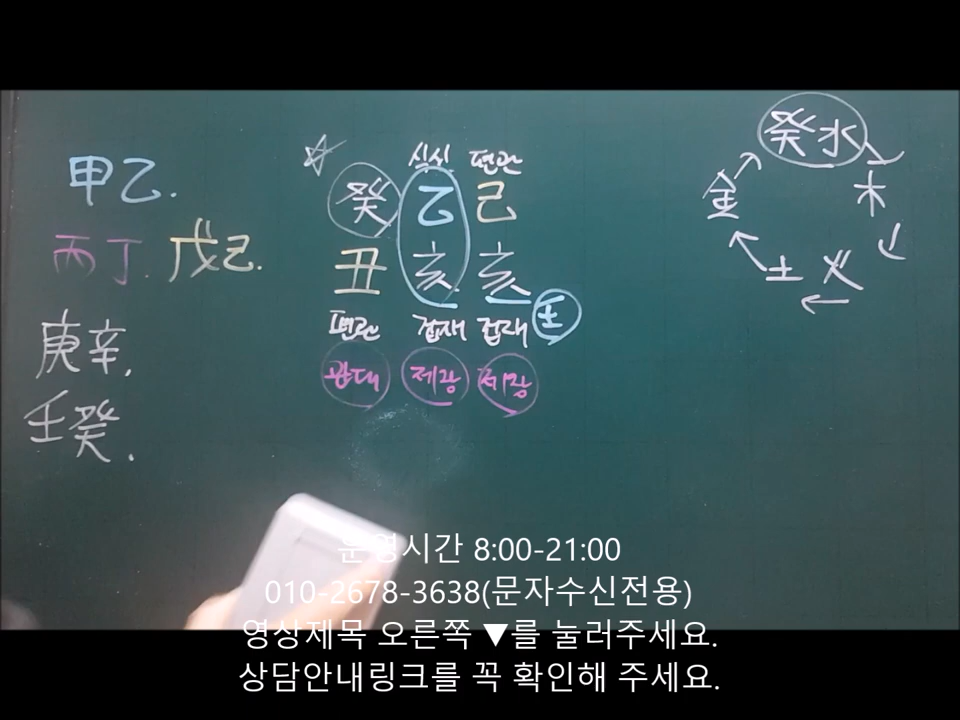 甲乙.
丙丁. 戊己.
庚辛.
壬癸.
식신 편관
癸 乙 己
丑 亥 亥
편관 겁재 겁재 壬
관대 제왕 제왕
癸水
金 木
土 火
운영시간 8:00-21:00
010-2678-3638(문자수신전용)
영상제목 오른쪽 ▼를 눌러주세요.
상담안내링크를 꼭 확인해 주세요.